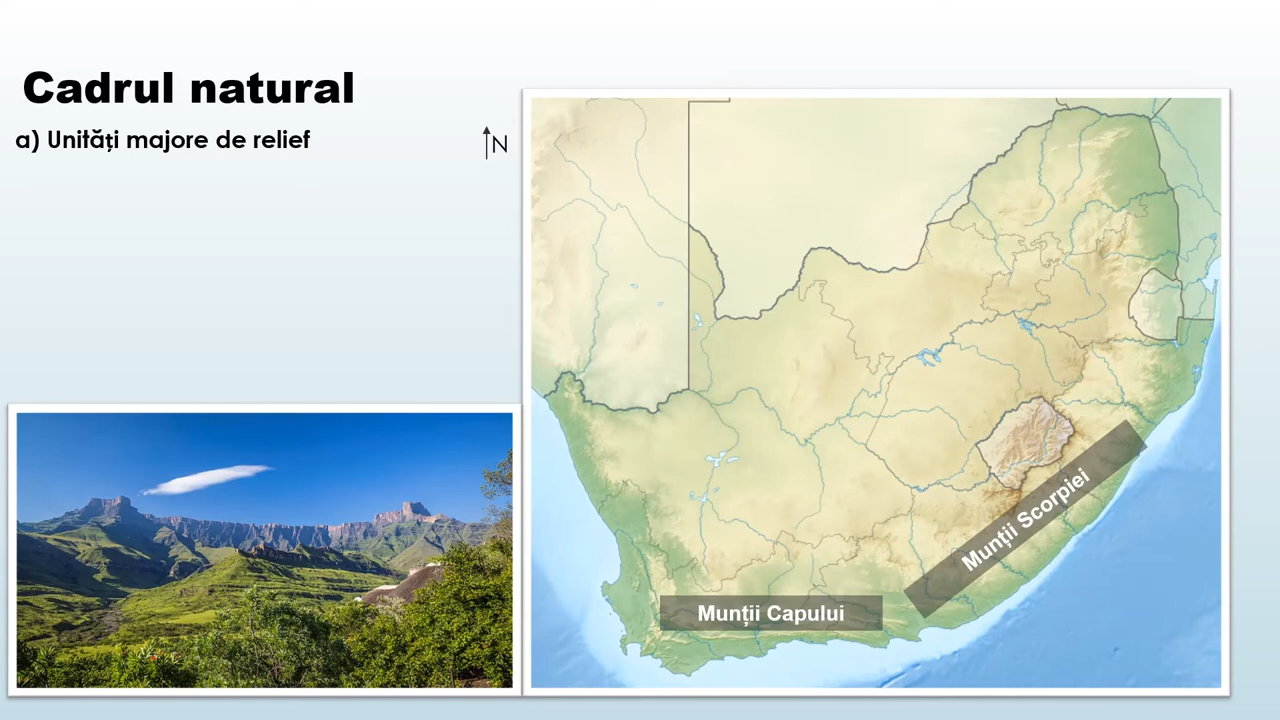 Cadrul natural
a) Unități majore de relief
N
Munții Scorpiei
Munții Capului